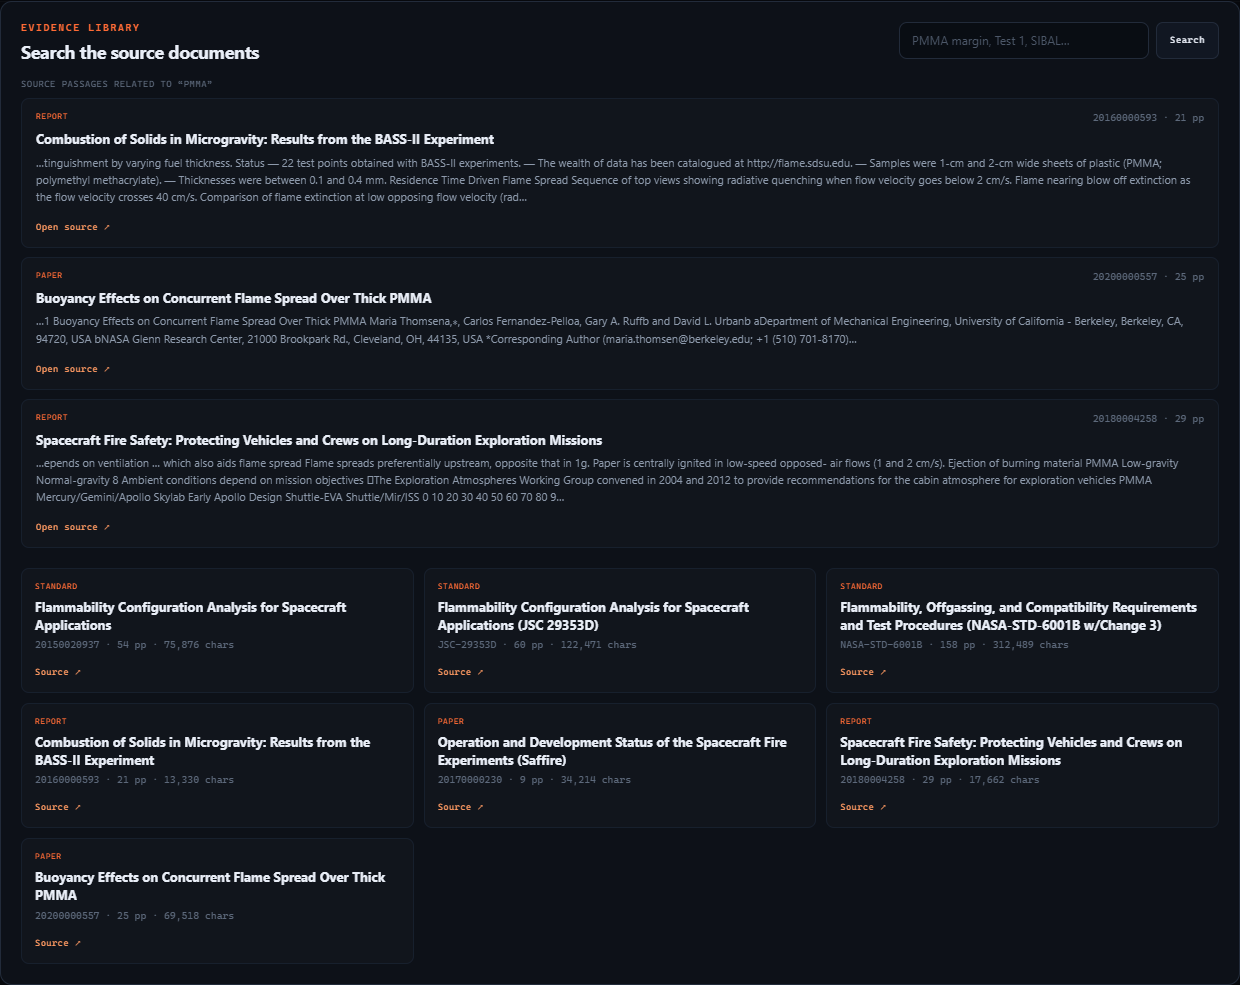 EVIDENCE LIBRARY
Search the source documents
PMMA margin, Test 1, SIBAL...
Search
SOURCE PASSAGES RELATED TO “PMMA”
REPORT
20160000593 · 21 pp
Combustion of Solids in Microgravity: Results from the BASS-II Experiment
...tinguishment by varying fuel thickness. Status — 22 test points obtained with BASS-II experiments. — The wealth of data has been catalogued at http://flame.sdsu.edu. — Samples were 1-cm and 2-cm wide sheets of plastic (PMMA;
polymethyl methacrylate). — Thicknesses were between 0.1 and 0.4 mm. Residence Time Driven Flame Spread Sequence of top views showing radiative quenching when flow velocity goes below 2 cm/s. Flame nearing blow off extinction as
the flow velocity crosses 40 cm/s. Comparison of flame extinction at low opposing flow velocity (rad...
Open source ↗
PAPER
20200000557 · 25 pp
Buoyancy Effects on Concurrent Flame Spread Over Thick PMMA
...1 Buoyancy Effects on Concurrent Flame Spread Over Thick PMMA Maria Thomsena,∗, Carlos Fernandez-Pelloa, Gary A. Ruffb and David L. Urbanb aDepartment of Mechanical Engineering, University of California - Berkeley, Berkeley, CA,
94720, USA bNASA Glenn Research Center, 21000 Brookpark Rd., Cleveland, OH, 44135, USA *Corresponding Author (maria.thomsen@berkeley.edu; +1 (510) 701-8170)...
Open source ↗
REPORT
20180004258 · 29 pp
Spacecraft Fire Safety: Protecting Vehicles and Crews on Long-Duration Exploration Missions
...epends on ventilation ... which also aids flame spread Flame spreads preferentially upstream, opposite that in 1g. Paper is centrally ignited in low-speed opposed- air flows (1 and 2 cm/s). Ejection of burning material PMMA Low-gravity
Normal-gravity 8 Ambient conditions depend on mission objectives The Exploration Atmospheres Working Group convened in 2004 and 2012 to provide recommendations for the cabin atmosphere for exploration vehicles PMMA
Mercury/Gemini/Apollo Skylab Early Apollo Design Shuttle-EVA Shuttle/Mir/ISS 0 10 20 30 40 50 60 70 80 9...
Open source ↗
STANDARD
Flammability Configuration Analysis for Spacecraft
Applications
20150020937 · 54 pp · 75,876 chars
Source ↗
STANDARD
Flammability Configuration Analysis for Spacecraft
Applications (JSC 29353D)
JSC-29353D · 60 pp · 122,471 chars
Source ↗
STANDARD
Flammability, Offgassing, and Compatibility Requirements
and Test Procedures (NASA-STD-6001B w/Change 3)
NASA-STD-6001B · 158 pp · 312,489 chars
Source ↗
REPORT
Combustion of Solids in Microgravity: Results from the
BASS-II Experiment
20160000593 · 21 pp · 13,330 chars
Source ↗
PAPER
Operation and Development Status of the Spacecraft Fire
Experiments (Saffire)
20170000230 · 9 pp · 34,214 chars
Source ↗
REPORT
Spacecraft Fire Safety: Protecting Vehicles and Crews on
Long-Duration Exploration Missions
20180004258 · 29 pp · 17,662 chars
Source ↗
PAPER
Buoyancy Effects on Concurrent Flame Spread Over Thick
PMMA
20200000557 · 25 pp · 69,518 chars
Source ↗